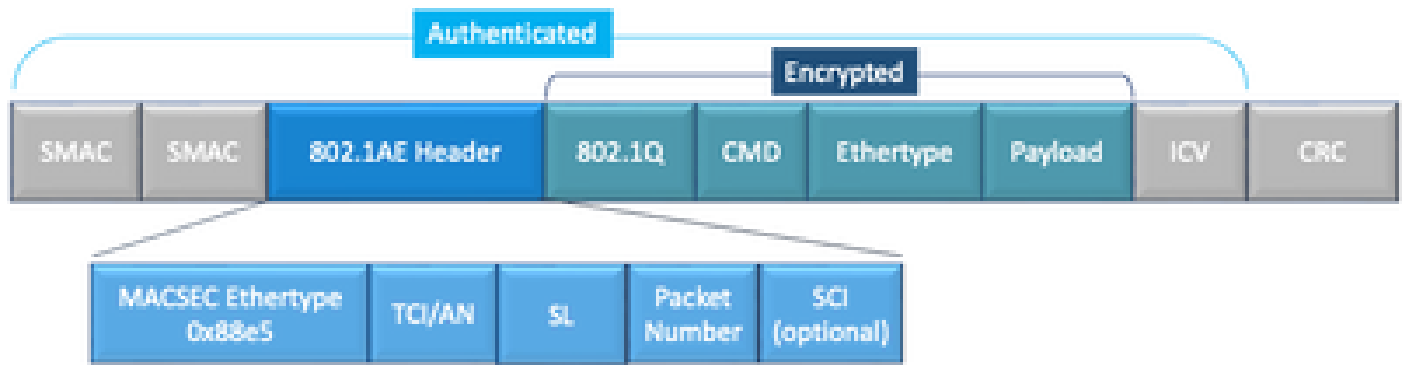 Authenticated
Encrypted
SMAC SMAC 802.1AE Header 802.1Q CMD Ethertype Payload ICV CRC
MACSEC Ethertype
0x88e5
TCI/AN
SL
Packet
Number
SCI
(optional)